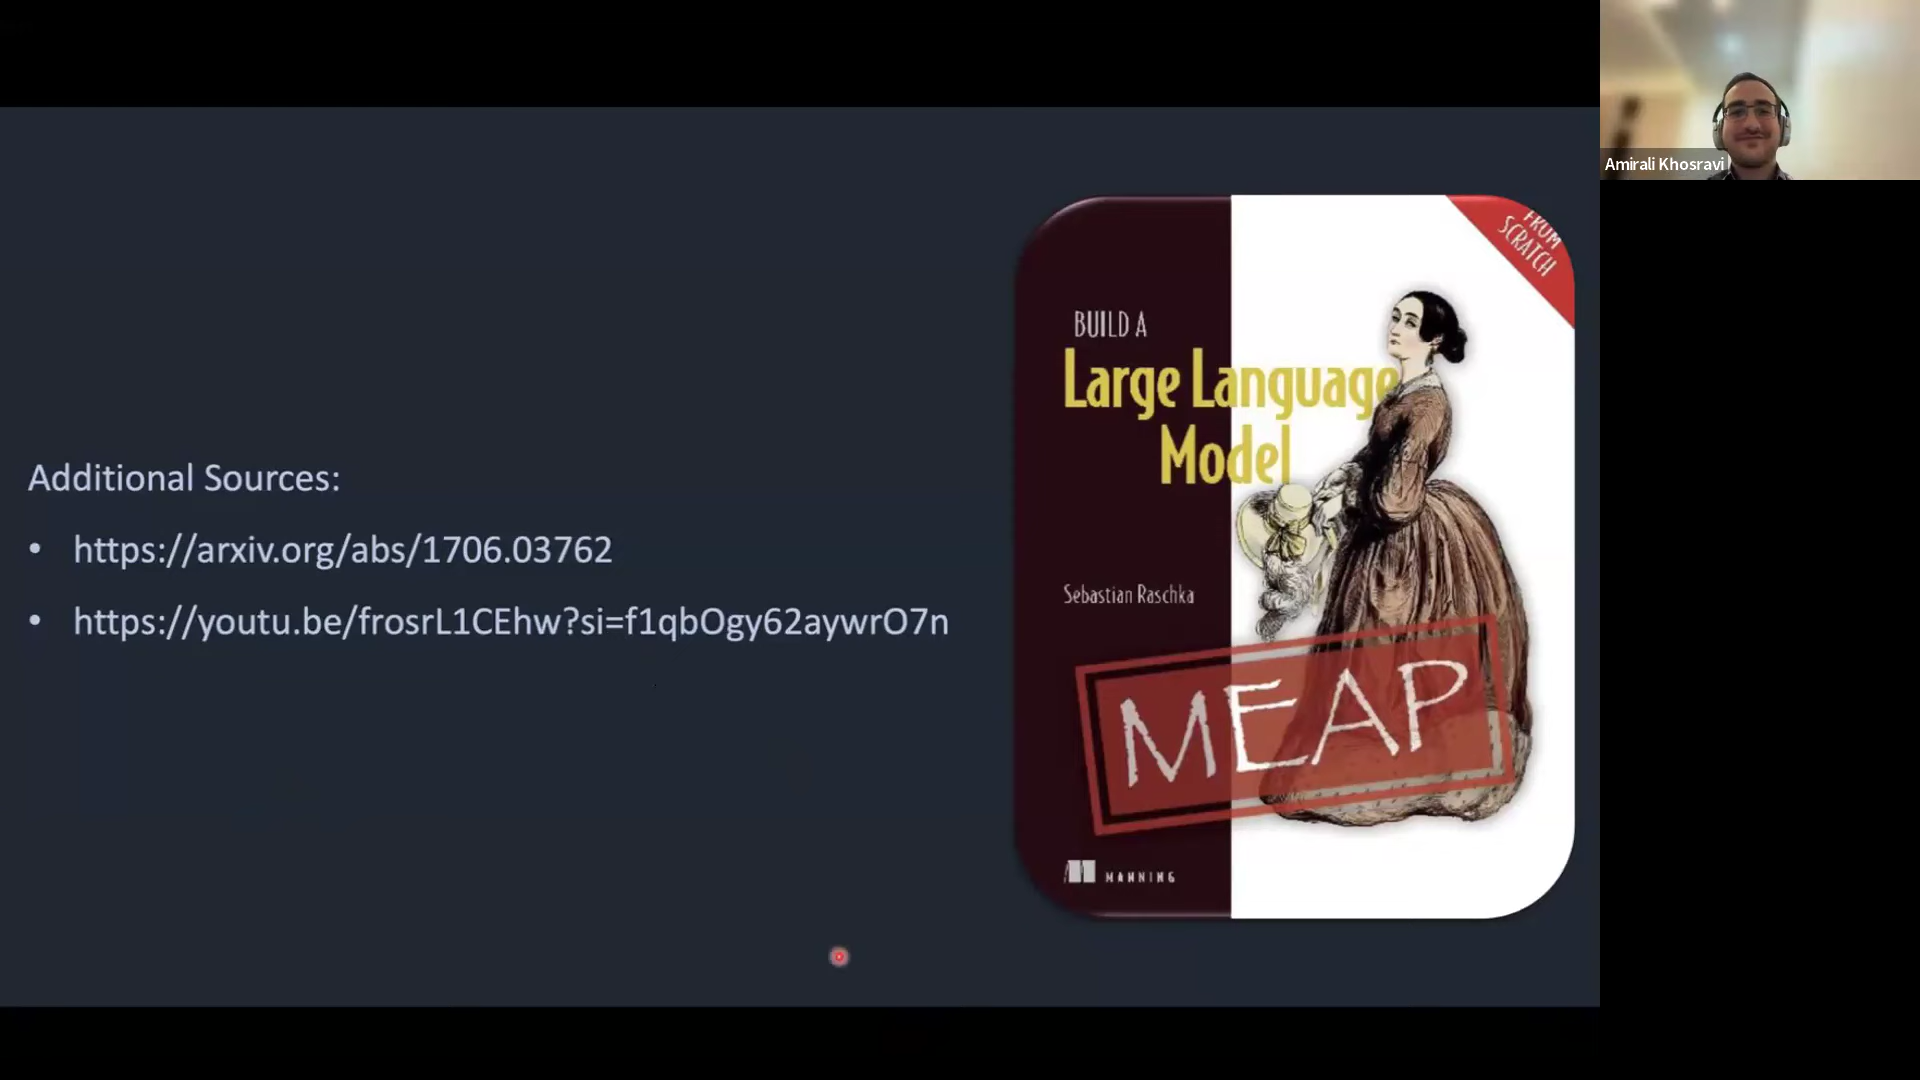 Additional Sources:
• https://arxiv.org/abs/1706.03762
• https://youtu.be/frosrL1CEhw?si=f1qbOgy62aywrO7n
FROM
SCRATCH
BUILD A
Large Language
Model
Sebastian Raschka
MEAP
MANNING
Amirali Khosravi